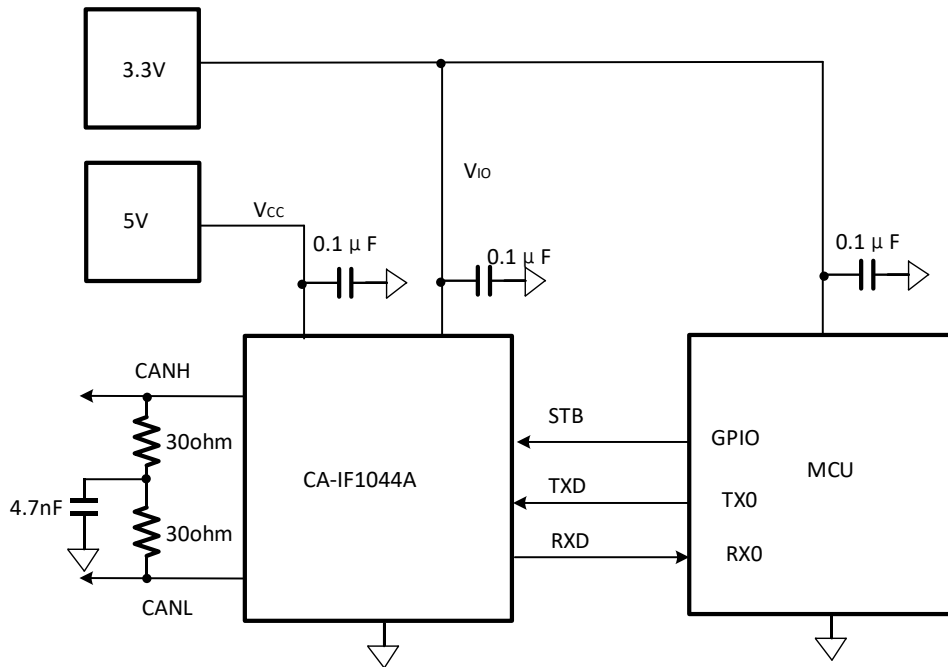 3.3V
VIO
5V
VCC
0.1 μ F
0.1 μ F
0.1 μ F
CANH
30ohm
4.7nF
30ohm
CANL
CA-IF1044A
STB
TXD
RXD
GPIO
TX0
RX0
MCU